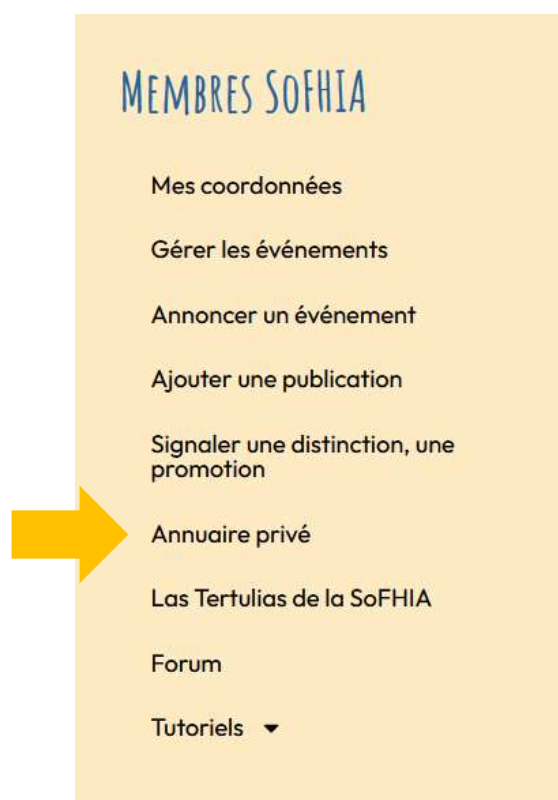 MEMBRES SOFHIA
Mes coordonnées
Gérer les événements
Annoncer un événement
Ajouter une publication
Signaler une distinction, une
promotion
Annuaire privé
Las Tertulias de la SoFHIA
Forum
Tutoriels